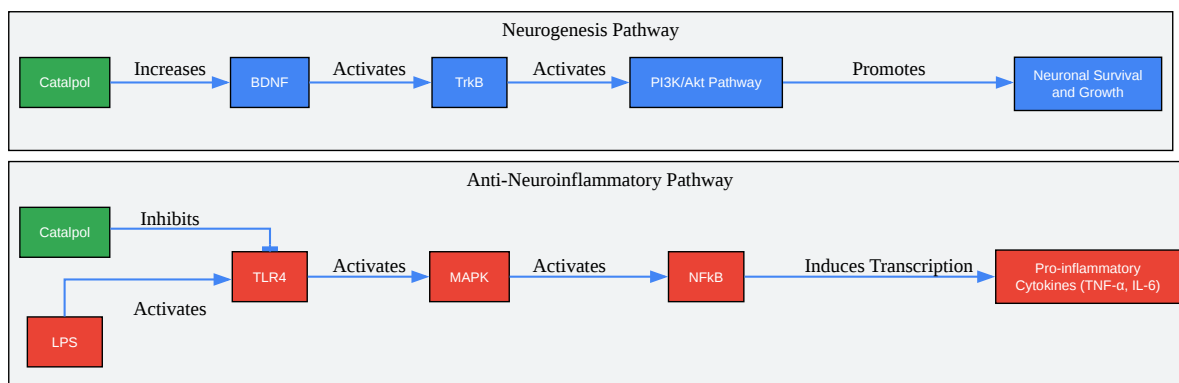 Neurogenesis Pathway
Catalpol
Increases
BDNF
Activates
TrkB
Activates
PI3K/Akt Pathway
Promotes
Neuronal Survival
and Growth
Anti-Neuroinflammatory Pathway
Catalpol
Inhibits
LPS
Activates
TLR4
Activates
MAPK
Activates
NFkB
Induces Transcription
Pro-inflammatory
Cytokines (TNF-α, IL-6)